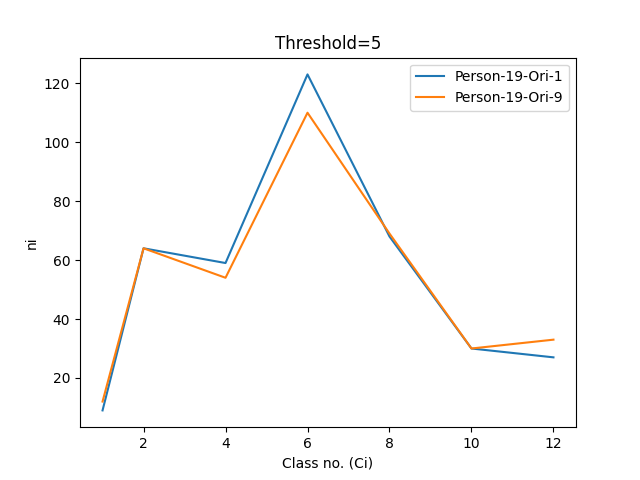 Threshold=5
Person-19-Ori-1
Person-19-Ori-9
ni
120
100
80
60
40
20
2 4 6 8 10 12
Class no. (Ci)